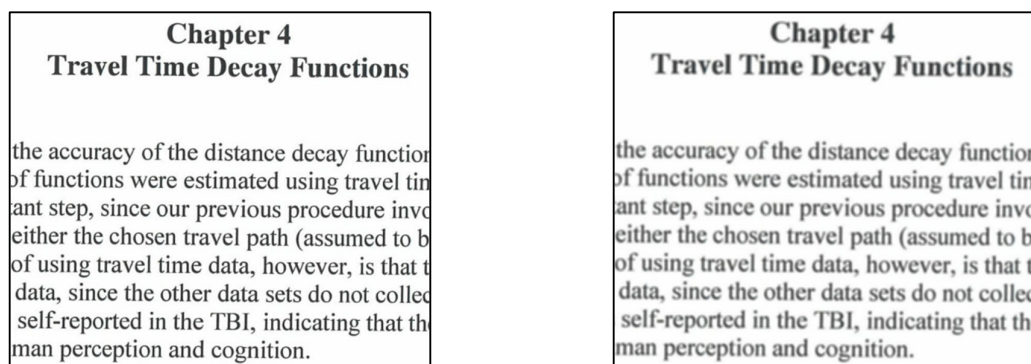 Chapter 4
Travel Time Decay Functions
the accuracy of the distance decay function
of functions were estimated using travel
ant step, since our previous procedure
either the chosen travel path (assumed to b
of using travel time data, however, is that t
data, since the other data sets do not collec
self-reported in the TBI, indicating that th
man perception and cognition.
Chapter 4
Travel Time Decay Functions
the accuracy of the distance decay function
of functions were estimated using travel
ant step, since our previous procedure
either the chosen travel path (assumed to b
of using travel time data, however, is that t
data, since the other data sets do not collec
self-reported in the TBI, indicating that th
man perception and cognition.